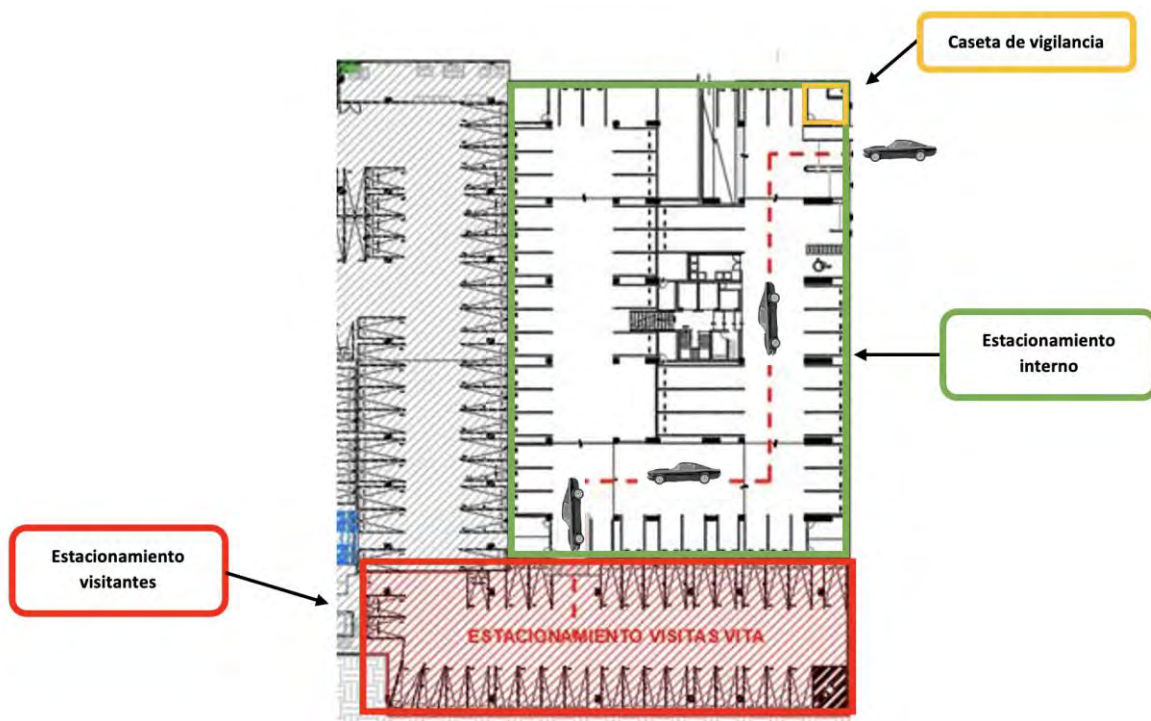 Caseta de vigilancia
Estacionamiento
interno
Estacionamiento
visitantes
ESTACIONAMIENTO VISITAS VITA